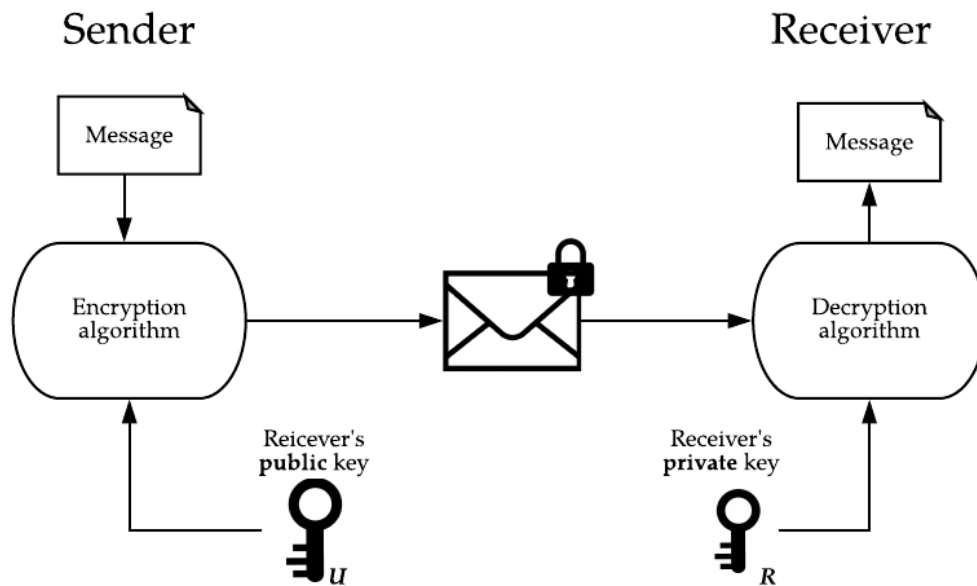 Sender
Receiver
Message
Message
Encryption
algorithm
Decryption
algorithm
Reicever's
public key
Receiver's
private key
U
R